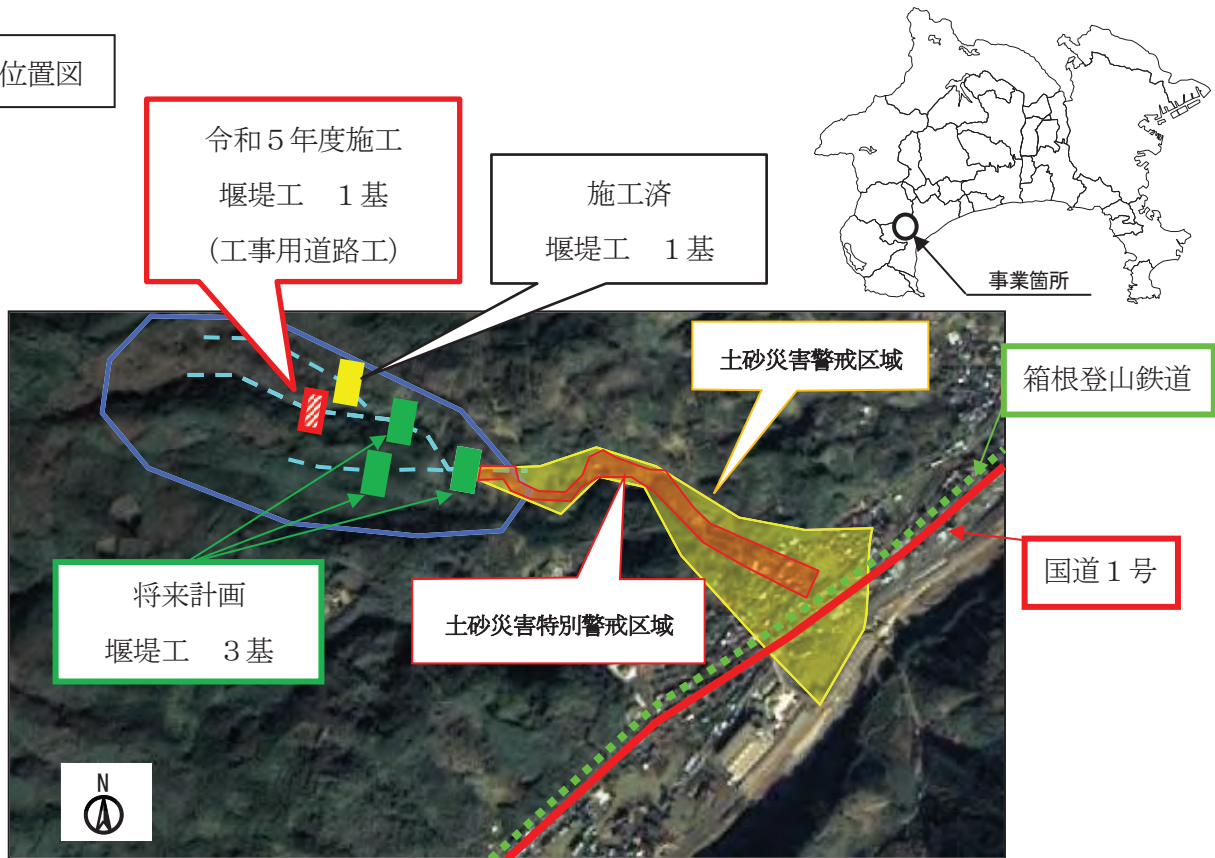 位置図
令和５年度施工
堰堤工　１基
(工事用道路工)
施工済
堰堤工　１基
事業箇所
土砂災害警戒区域
箱根登山鉄道
国道１号
土砂災害特別警戒区域
将来計画
堰堤工　３基
N